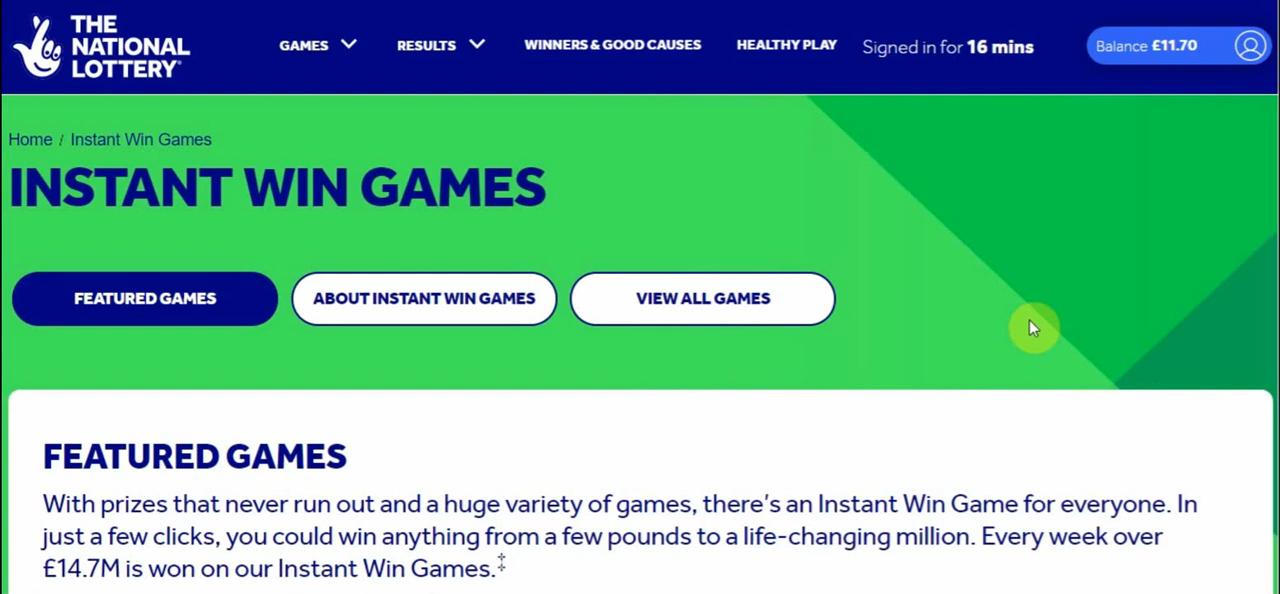 THE
NATIONAL
LOTTERY®
GAMES RESULTS WINNERS & GOOD CAUSES HEALTHY PLAY Signed in for 16 mins Balance £11.70
Home / Instant Win Games
INSTANT WIN GAMES
FEATURED GAMES ABOUT INSTANT WIN GAMES VIEW ALL GAMES
FEATURED GAMES
With prizes that never run out and a huge variety of games, there's an Instant Win Game for everyone. In
just a few clicks, you could win anything from a few pounds to a life-changing million. Every week over
£14.7M is won on our Instant Win Games.‡